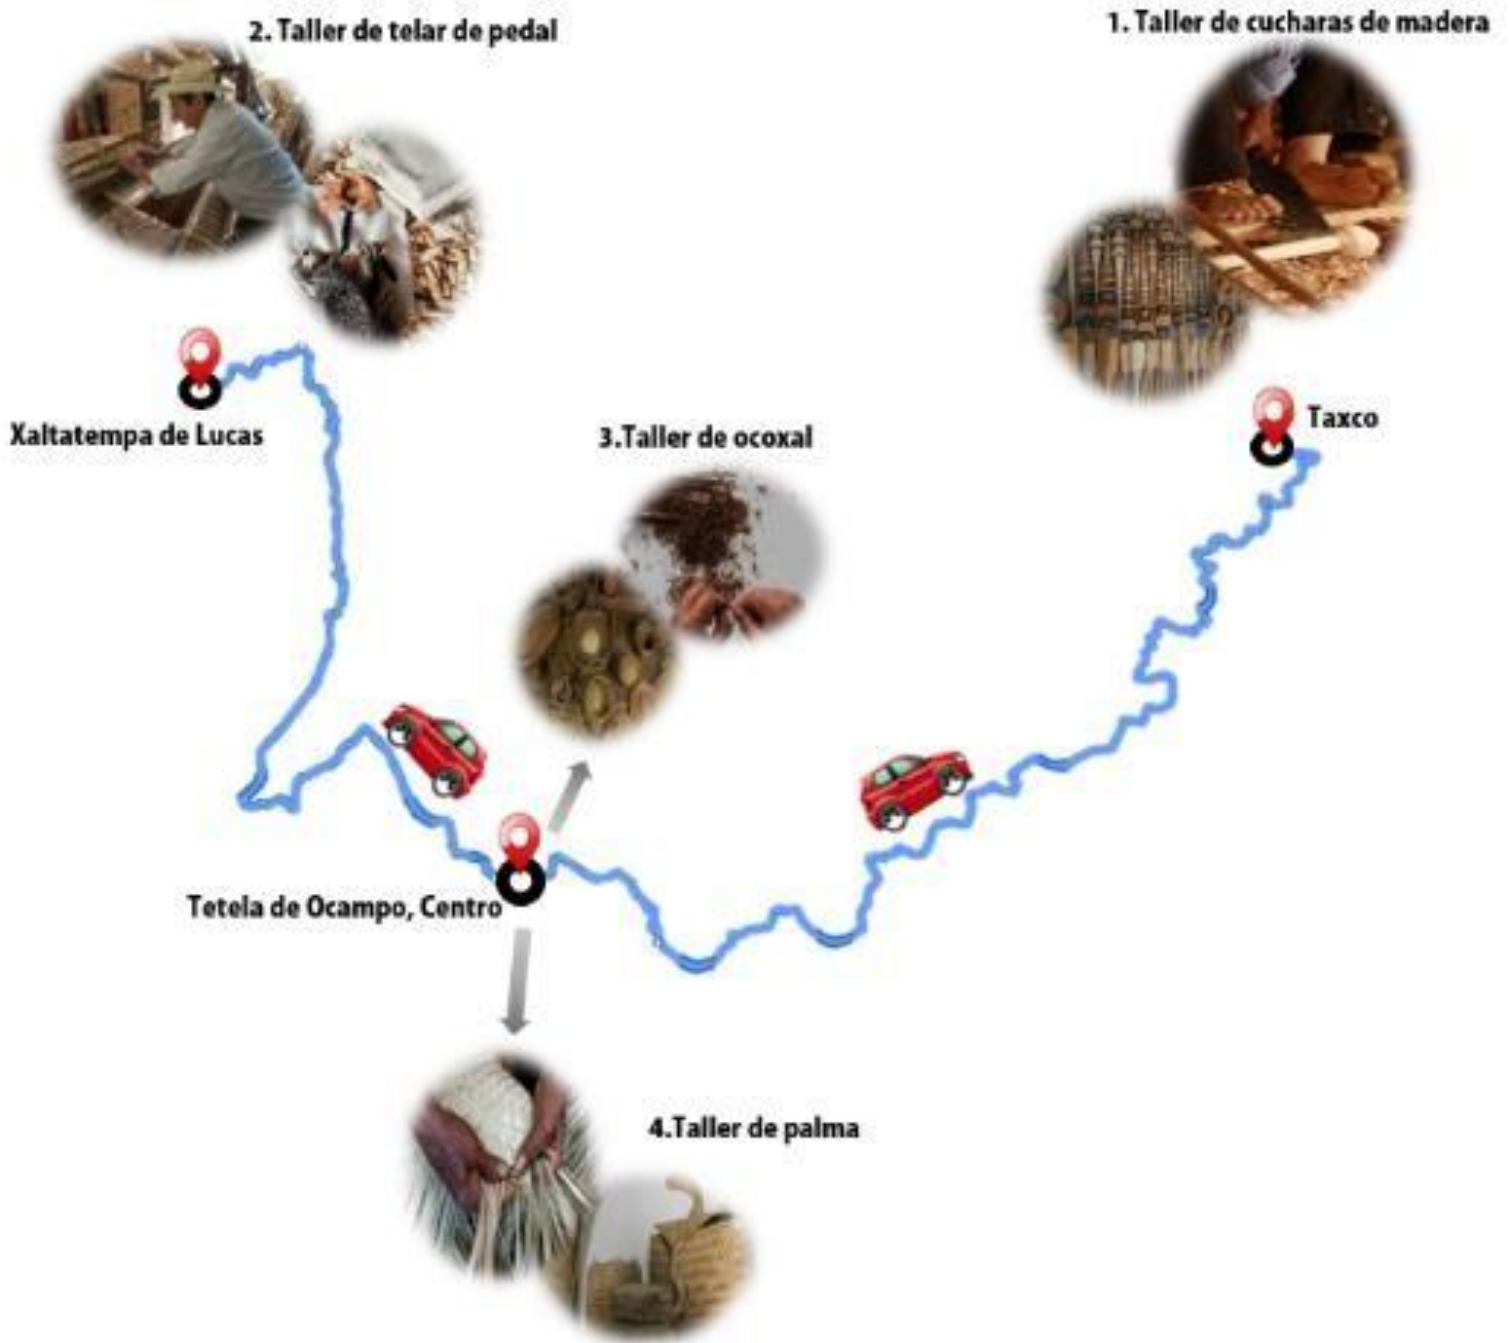 2. Taller de telar de pedal
1. Taller de cucharas de madera
Taxco
Xaltatempa de Lucas
3.Taller de ocoxal
Tetela de Ocampo, Centro
4.Taller de palma